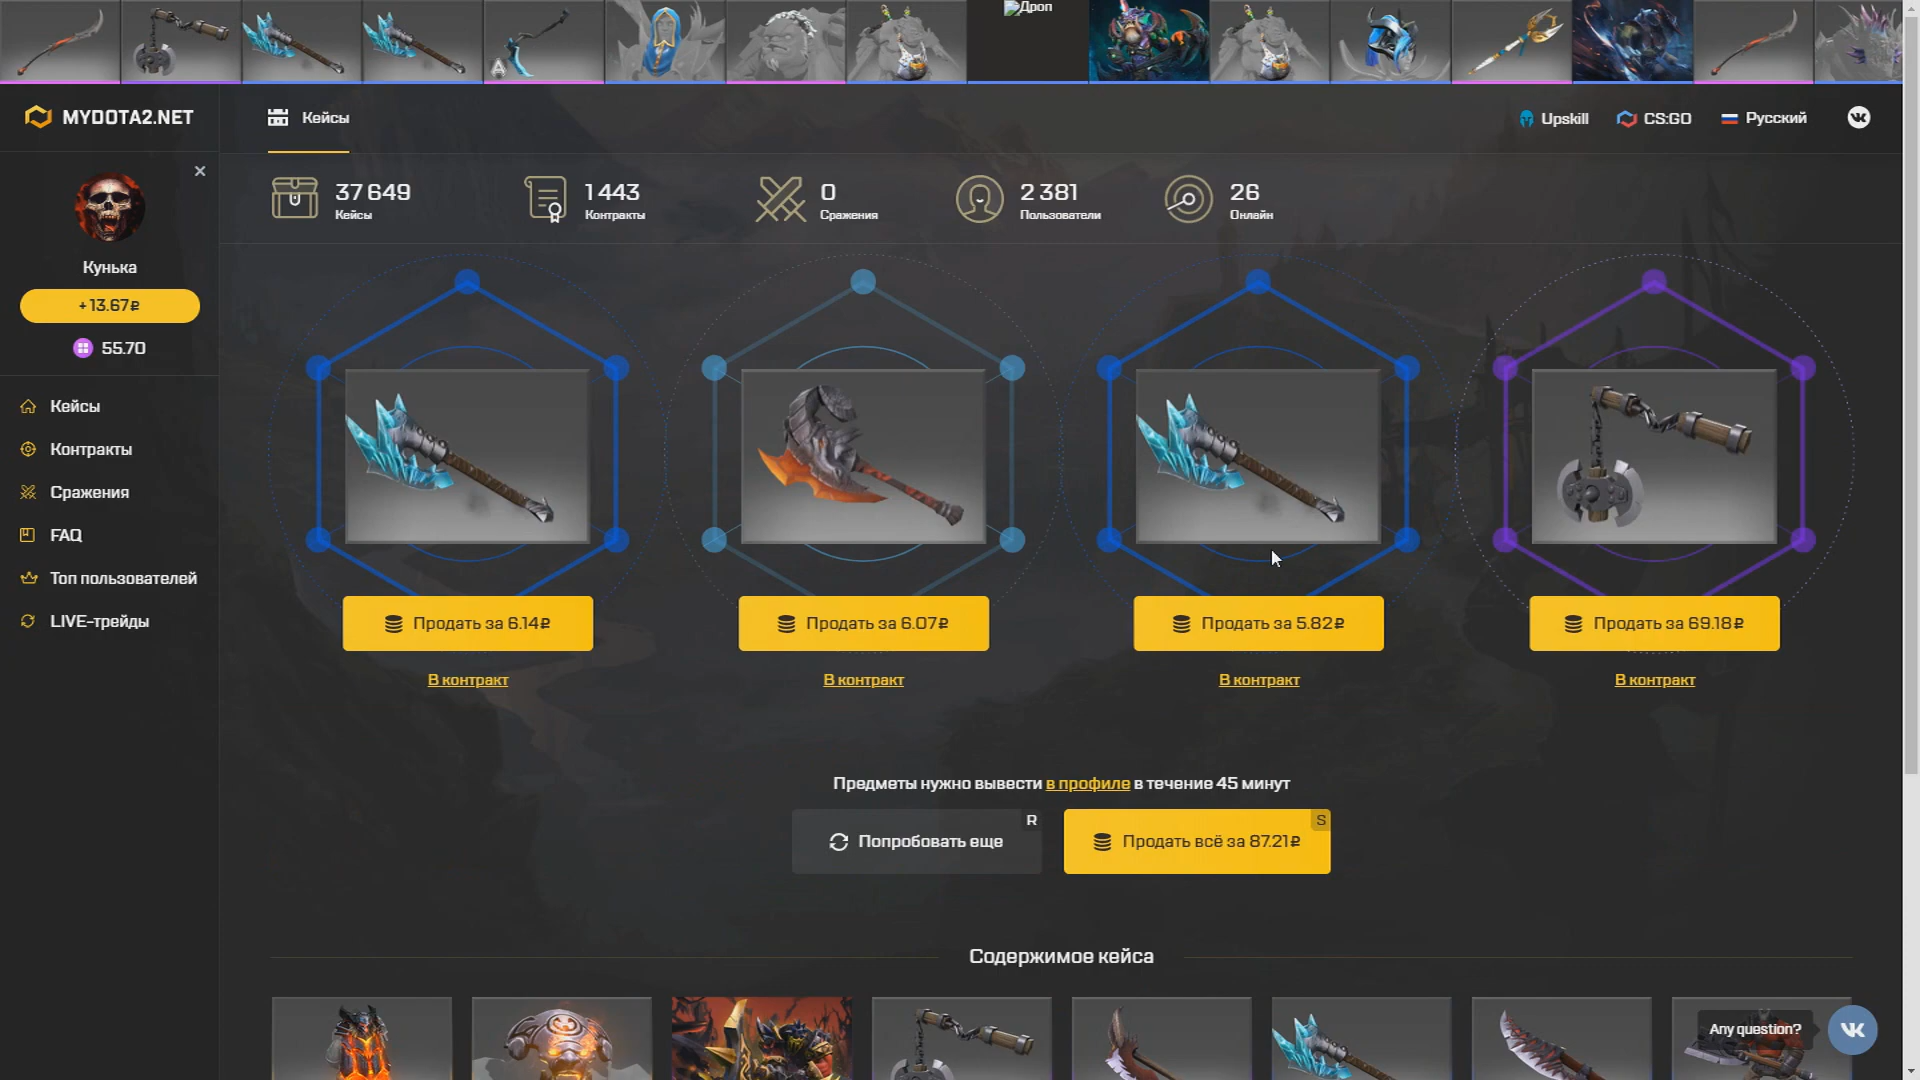 Дроп
MYDOTA2.NET
Кейсы
Upskill
CS:GO
Русский
37 649
Кейсы
1 443
Контракты
0
Сражения
2 381
Пользователи
26
Онлайн
Кунька
+ 13.67₽
55.70
Кейсы
Контракты
Сражения
FAQ
Топ пользователей
LIVE-трейды
Продать за 6.14₽
Продать за 6.07₽
Продать за 5.82₽
Продать за 69.18₽
В контракт
В контракт
В контракт
В контракт
Предметы нужно вывести в профиле в течение 45 минут
Попробовать еще
R
Продать всё за 87.21₽
S
Содержимое кейса
Any question?